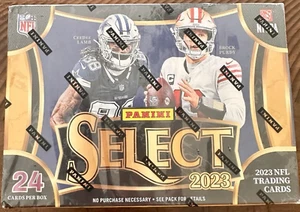 NFL
CEEDEE LAMB
BROCK PURDY
PANINI
SELECT
2023
24
CARDS PER BOX
2023 NFL
TRADING
CARDS
NO PURCHASE NECESSARY • SEE PACK FOR DETAILS